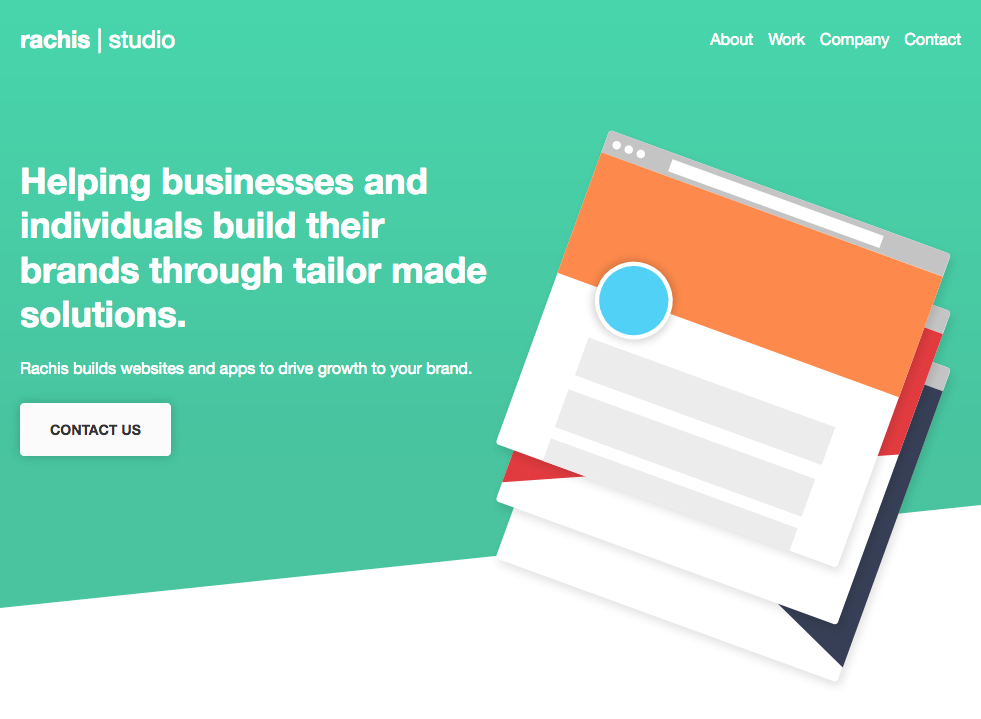 rachis | studio
About Work Company Contact
Helping businesses and
individuals build their
brands through tailor made
solutions.
Rachis builds websites and apps to drive growth to your brand.
CONTACT US